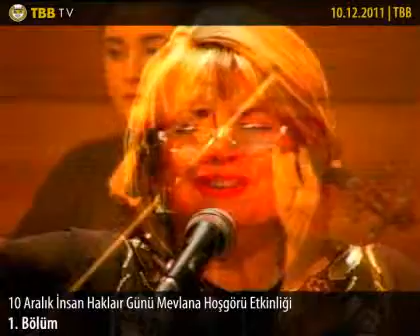 TBB TV
10.12.2011 | TBB
10 Aralık İnsan Haklaır Günü Mevlana Hoşgörü Etkinliği
1. Bölüm